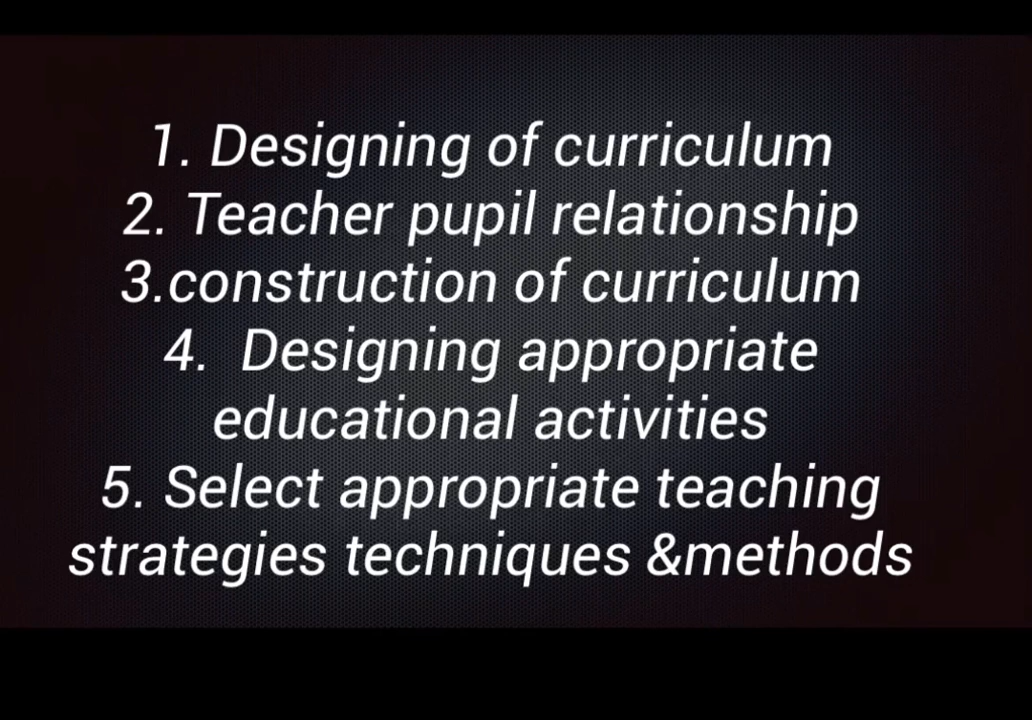 1. Designing of curriculum
2. Teacher pupil relationship
3.construction of curriculum
4. Designing appropriate
educational activities
5. Select appropriate teaching
strategies techniques &methods